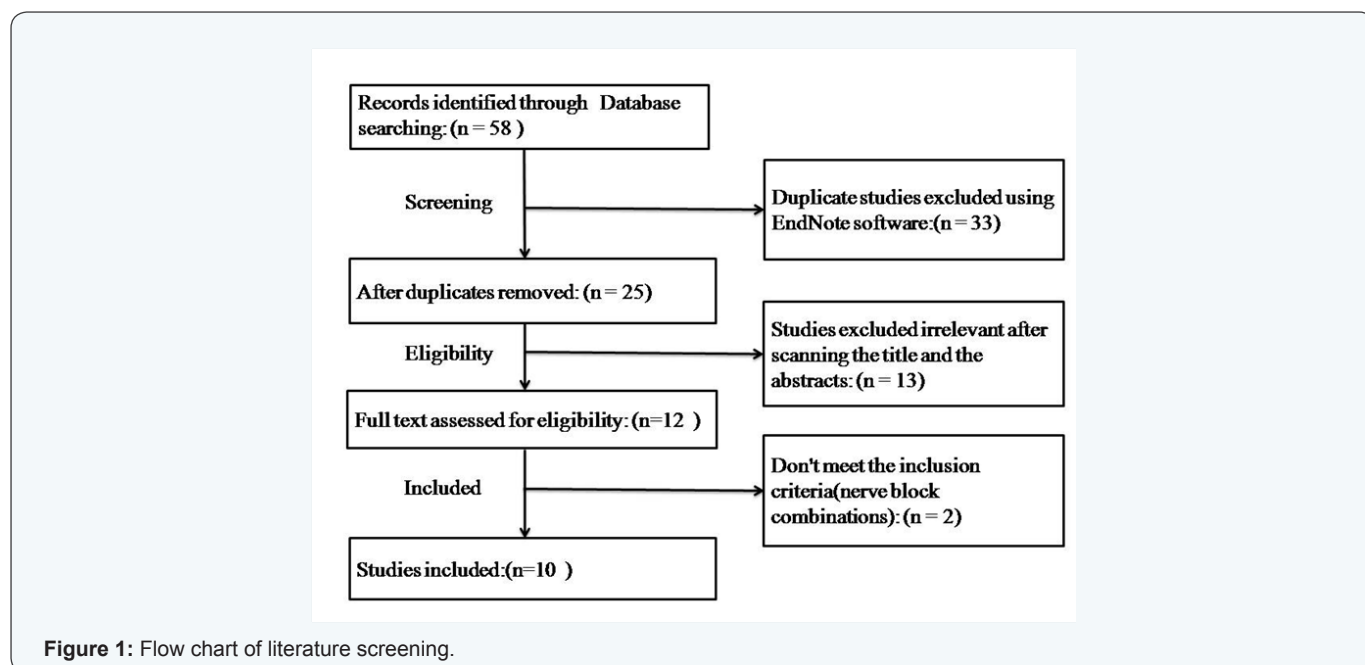 Records identified through Database
searching: (n = 58 )
Screening
Duplicate studies excluded using
EndNote software:(n = 33)
After duplicates removed: (n = 25)
Eligibility
Studies excluded irrelevant after
scanning the title and the
abstracts: (n = 13)
Full text assessed for eligibility: (n=12 )
Included
Don't meet the inclusion
criteria(nerve block
combinations): (n = 2)
Studies included:(n=10 )
Figure 1: Flow chart of literature screening.